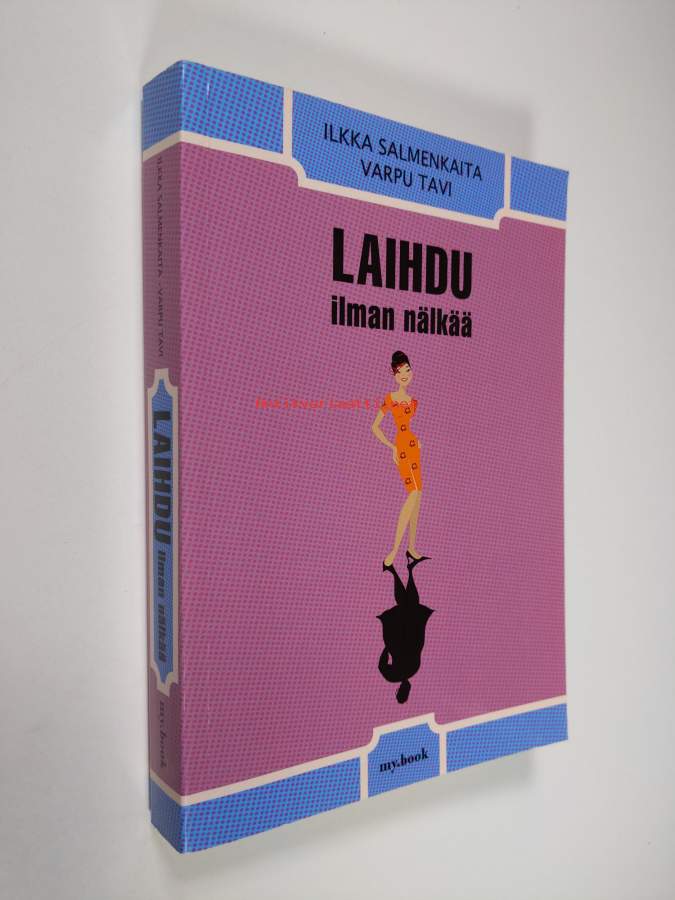 ILKKA SALMENKAITA
VARPU TAVI
LAIHDU
ilman nälkää
my.book
ILKKA SALMENKAITA · VARPU TAVI
LAIHDU ilman nälkää
my.book